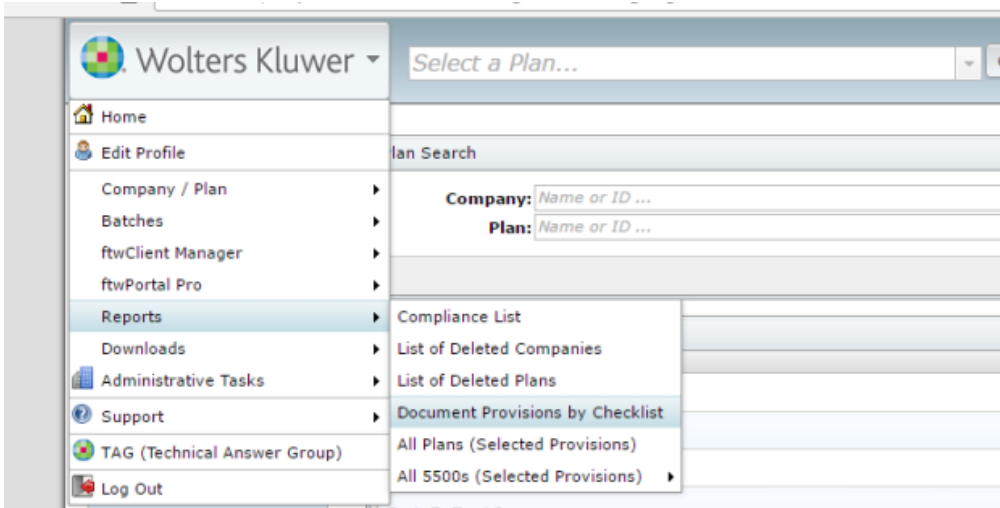 Wolters Kluwer
Select a Plan...
Home
Edit Profile
lan Search
Company / Plan
Company: Name or ID ...
Batches
Plan: Name or ID ...
ftwClient Manager
ftwPortal Pro
Reports
Compliance List
Downloads
List of Deleted Companies
Administrative Tasks
List of Deleted Plans
Support
Document Provisions by Checklist
TAG (Technical Answer Group)
All Plans (Selected Provisions)
Log Out
All 5500s (Selected Provisions)